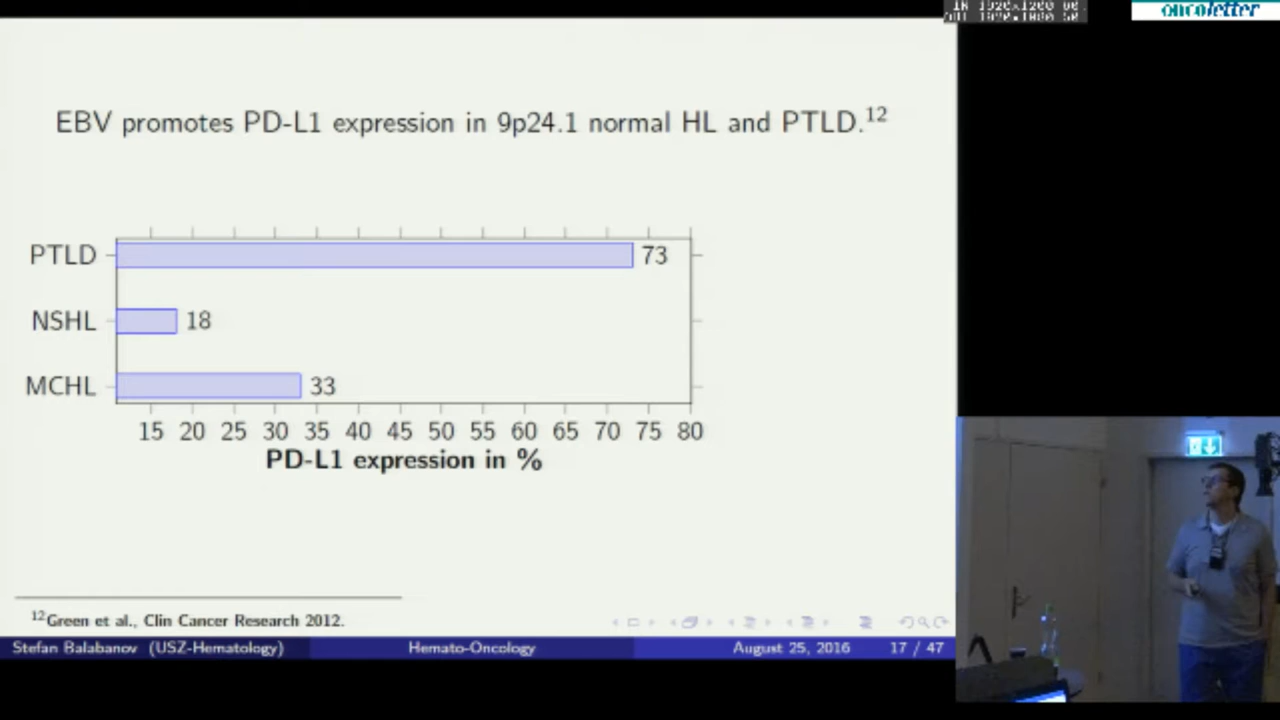 oncoletter
EBV promotes PD-L1 expression in 9p24.1 normal HL and PTLD.12
PTLD
73
NSHL
18
MCHL
33
15 20 25 30 35 40 45 50 55 60 65 70 75 80
PD-L1 expression in %
12Green et al., Clin Cancer Research 2012.
Stefan Balabanov (USZ-Hematology) Hemato-Oncology August 25, 2016 17 / 47